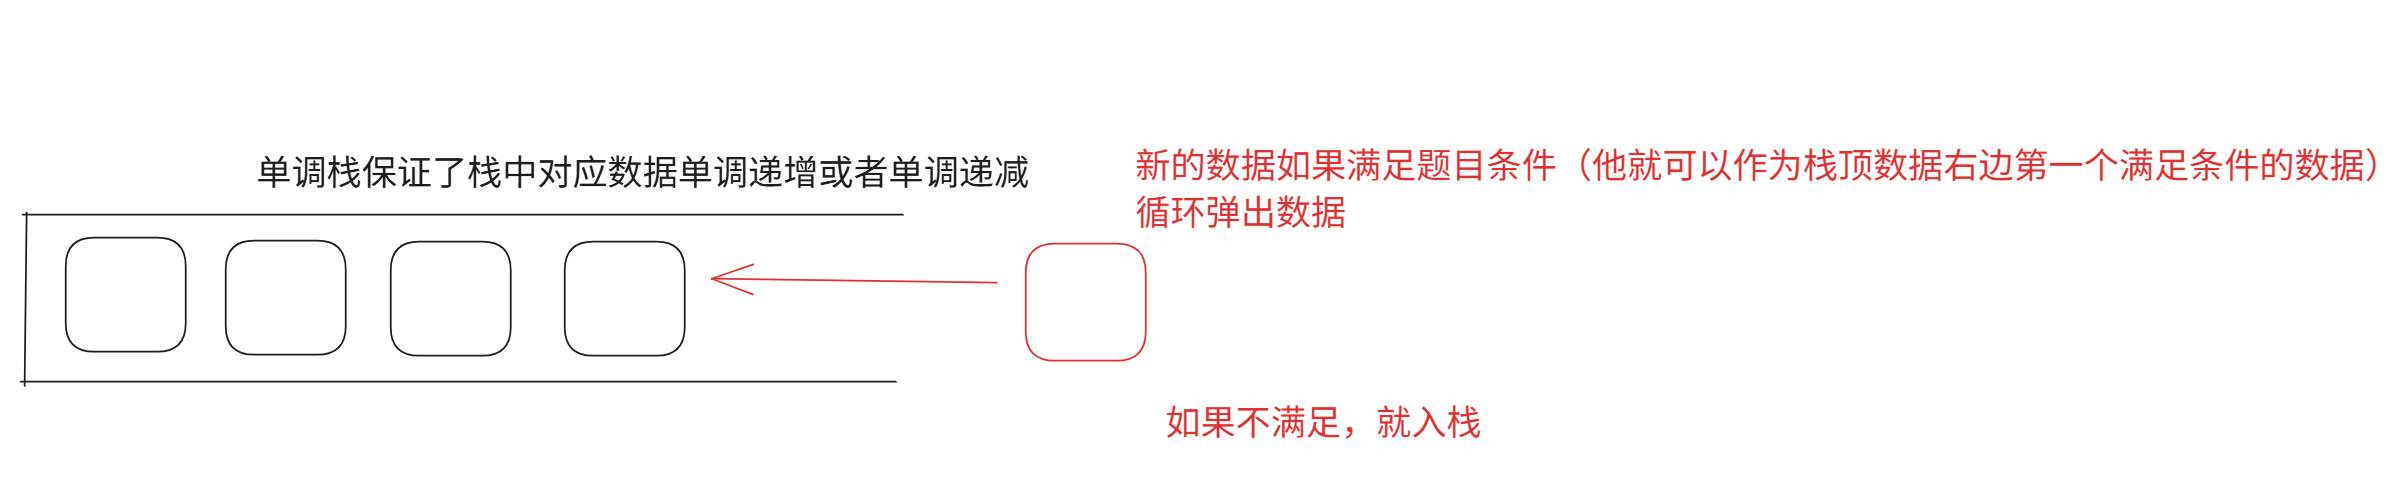 单调栈保证了栈中对应数据单调递增或者单调递减
新的数据如果满足题目条件（他就可以作为栈顶数据右边第一个满足条件的数据）
循环弹出数据
如果不满足，就入栈